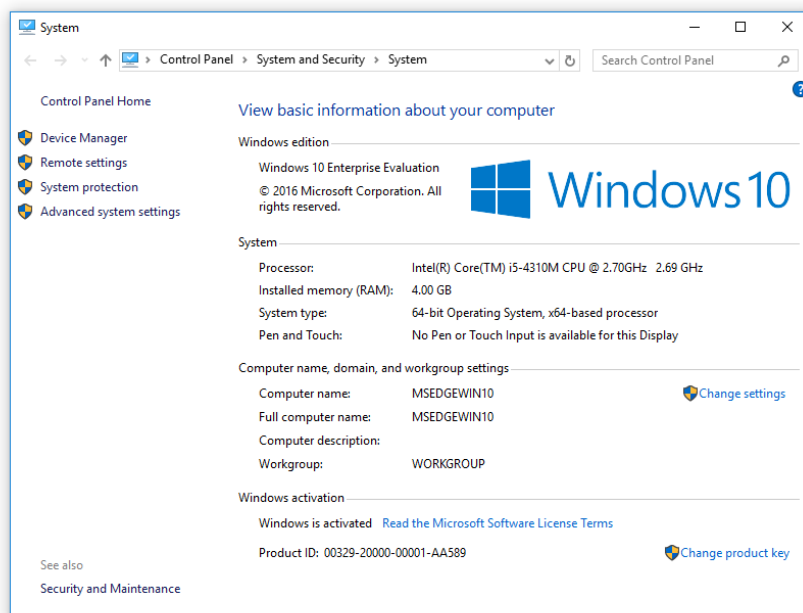 System
Control Panel > System and Security > System
Search Control Panel
Control Panel Home
Device Manager
Remote settings
System protection
Advanced system settings
See also
Security and Maintenance
?
View basic information about your computer
Windows edition
Windows 10 Enterprise Evaluation
© 2016 Microsoft Corporation. All
rights reserved.
Windows 10
System
Processor: Intel(R) Core(TM) i5-4310M CPU @ 2.70GHz 2.69 GHz
Installed memory (RAM): 4.00 GB
System type: 64-bit Operating System, x64-based processor
Pen and Touch: No Pen or Touch Input is available for this Display
Computer name, domain, and workgroup settings
Computer name: MSEDGEWIN10 Change settings
Full computer name: MSEDGEWIN10
Computer description:
Workgroup: WORKGROUP
Windows activation
Windows is activated Read the Microsoft Software License Terms
Product ID: 00329-20000-00001-AA589 Change product key